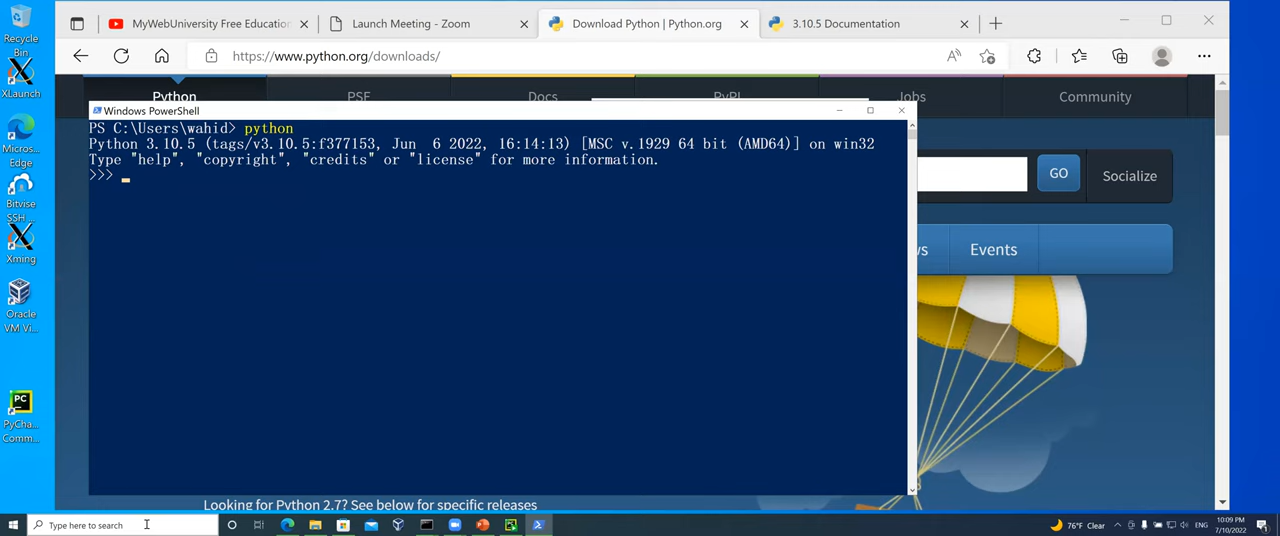 Recycle
Bin
XLaunch
Micros...
Edge
Bitvise
SSH ...
Xming
Oracle
VM Vi...
PC
PyCha...
Comm...
MyWebUniversity Free Education
Launch Meeting - Zoom
Download Python | Python.org
3.10.5 Documentation
https://www.python.org/downloads/
Python
PSF
Docs
PyPI
Jobs
Community
Windows PowerShell
PS C:\Users\wahid> python
Python 3.10.5 (tags/v3.10.5:f377153, Jun  6 2022, 16:14:13) [MSC v.1929 64 bit (AMD64)] on win32
Type "help", "copyright", "credits" or "license" for more information.
>>>
GO
Socialize
Events
Looking for Python 2.7? See below for specific releases
Type here to search
76°F Clear
ENG
10:09 PM
7/10/2022